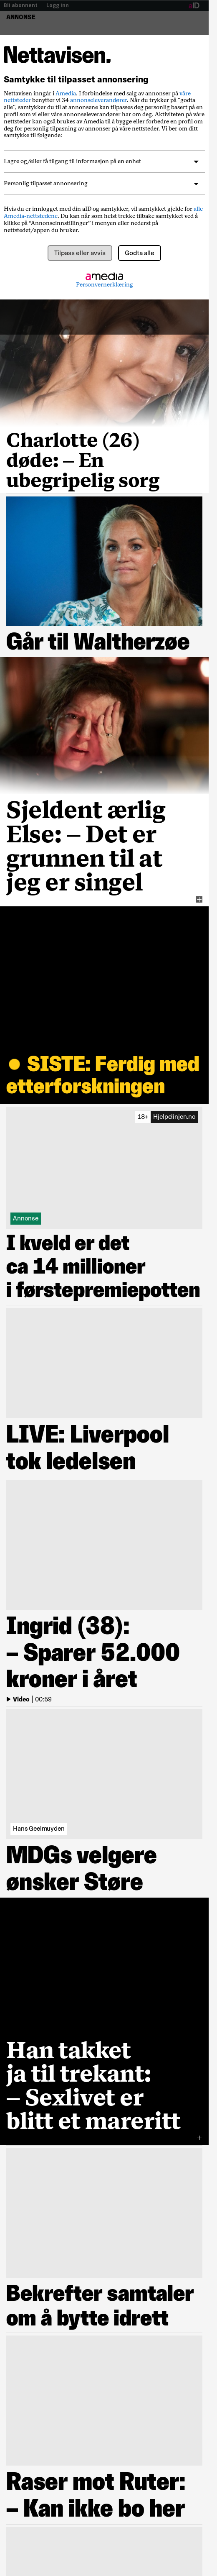 Bli abonnent | Logg inn
aID
ANNONSE
Nettavisen.
Samtykke til tilpasset annonsering
Nettavisen inngår i Amedia. I forbindelse med salg av annonser på våre
nettsteder benytter vi 34 annonseleverandører. Når du trykker på "godta
alle", samtykker du til at annonsene kan tilpasses deg personlig basert på
profil som vi eller våre annonseleverandører har om deg. Aktiviteten på våre
nettsteder kan også brukes av våre annonseleverandører til å bygge eller forbedre en profil om
deg for personlig tilpasning av annonser på våre nettsteder. Vi ber om ditt
samtykke til følgende:
Lagre og/eller få tilgang til informasjon på en enhet
Personlig tilpasset annonsering
Hvis du er innlogget med din aID og samtykker, vil samtykket gjelde for alle
Amedia-nettstedene. Du kan når som helst trekke tilbake samtykket ved å
klikke på "Annonseinnstillinger" i menyen eller nederst på
nettstedet/appen du bruker.
Tilpass eller avvis
Godta alle
amedia
Personvernerklæring
Charlotte (26)
døde: – En
ubegripelig sorg
Går til Waltherzøe
Sjeldent ærlig
Else: – Det er
grunnen til at
jeg er singel
● SISTE: Ferdig med
etterforskningen
18+ Hjelpelinjen.no
Annonse
I kveld er det
ca 14 millioner
i førstepremiepotten
LIVE: Liverpool
tok ledelsen
Ingrid (38):
– Sparer 52.000
kroner i året
Video | 00:59
Hans Geelmuyden
MDGs velgere
ønsker Støre
Han takket
ja til trekant:
– Sexlivet er
blitt et mareritt
Bekrefter samtaler
om å bytte idrett
Raser mot Ruter:
– Kan ikke bo her